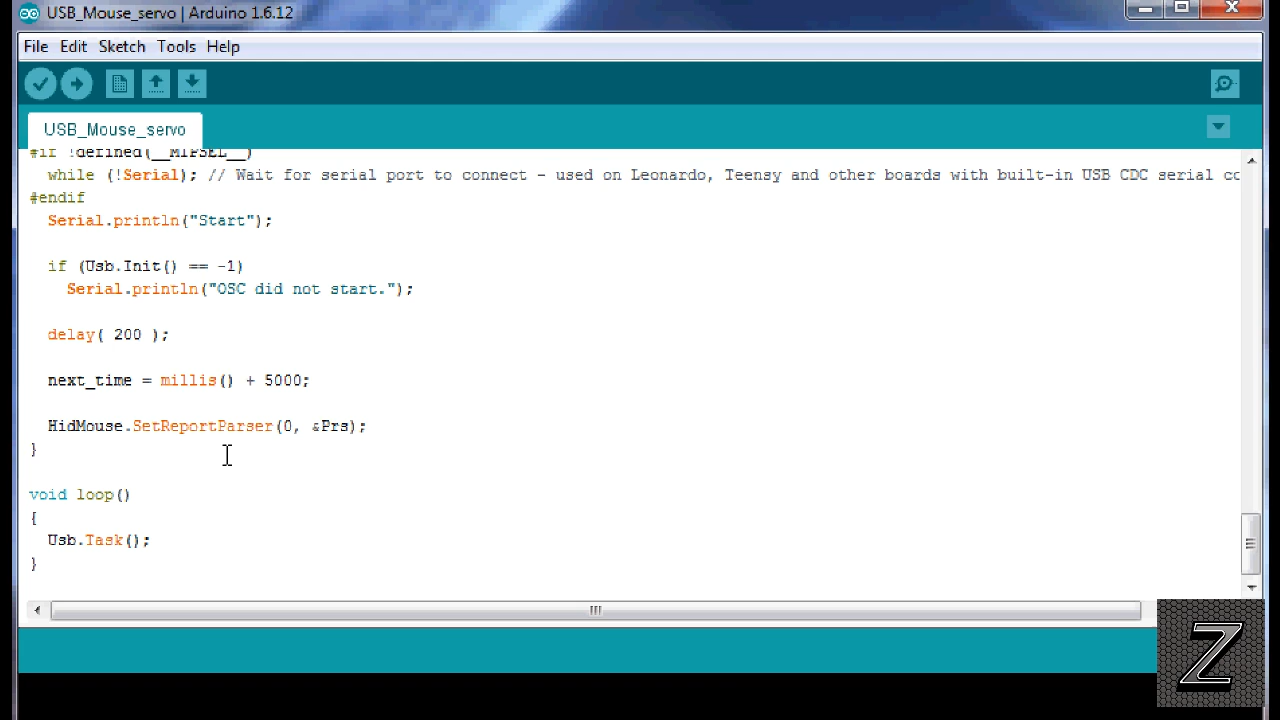 USB_Mouse_servo | Arduino 1.6.12
File Edit Sketch Tools Help
USB_Mouse_servo
#if !defined(__MIPSEL__)
while (!Serial); // Wait for serial port to connect - used on Leonardo, Teensy and other boards with built-in USB CDC serial co
#endif
Serial.println("Start");
if (Usb.Init() == -1)
Serial.println("OSC did not start.");
delay( 200 );
next_time = millis() + 5000;
HidMouse.SetReportParser(0, &Prs);
}
void loop()
{
Usb.Task();
}
Z